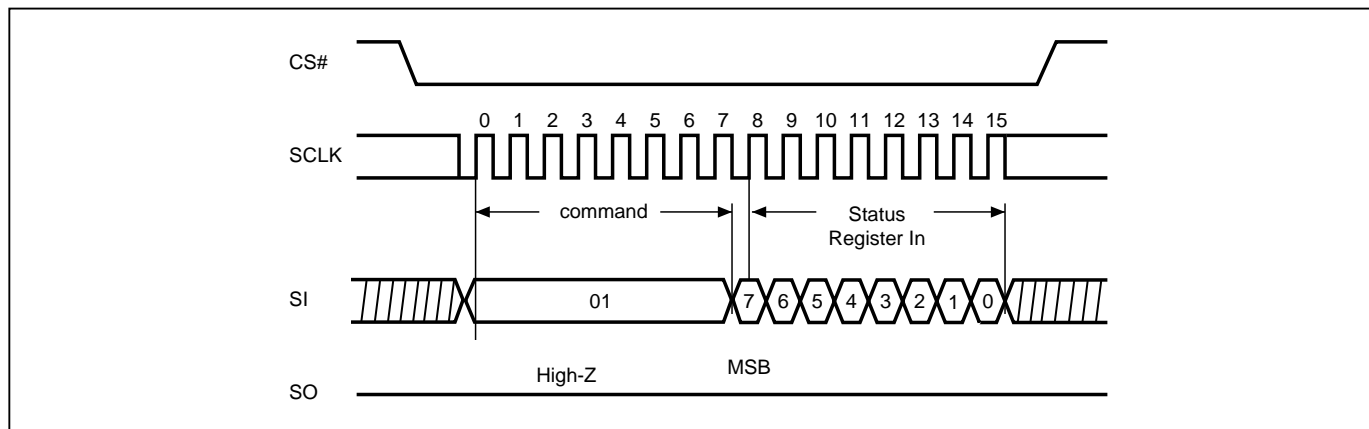 CS#
0 1 2 3 4 5 6 7 8 9 10 11 12 13 14 15
SCLK
command
Status
Register In
SI
01
7 6 5 4 3 2 1 0
High-Z
MSB
SO